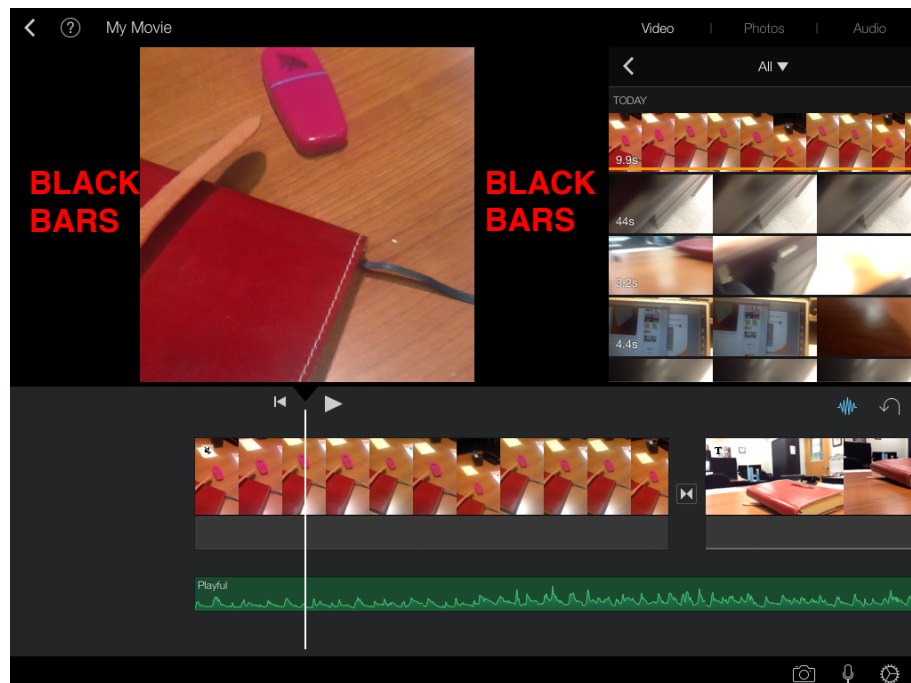 ? My Movie
Video | Photos | Audio
All ▼
TODAY
9.9s
BLACK
BARS
BLACK
BARS
44s
3.2s
4.4s
T
Playful